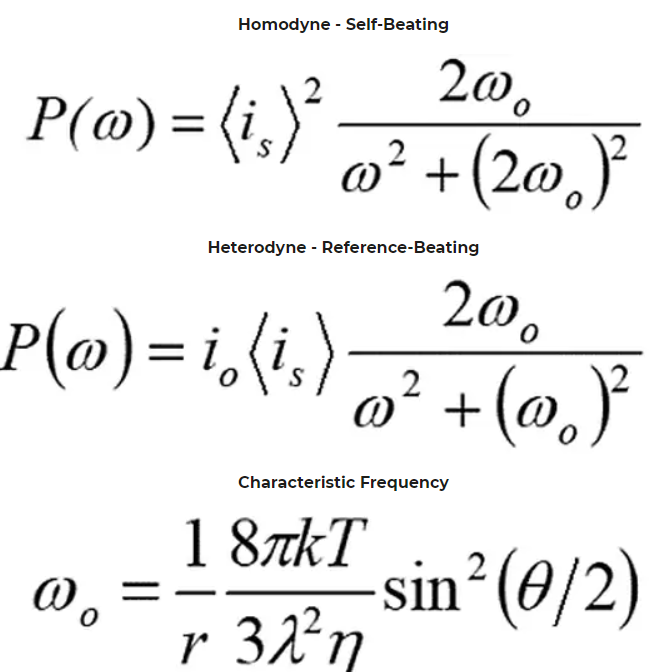 Homodyne - Self-Beating
P(ω) = ⟨i_s⟩² 2ω_o / (ω² + (2ω_o)²)
Heterodyne - Reference-Beating
P(ω) = i_o⟨i_s⟩ 2ω_o / (ω² + (ω_o)²)
Characteristic Frequency
ω_o = 1/r 8πkT/3λ²η sin²(θ/2)